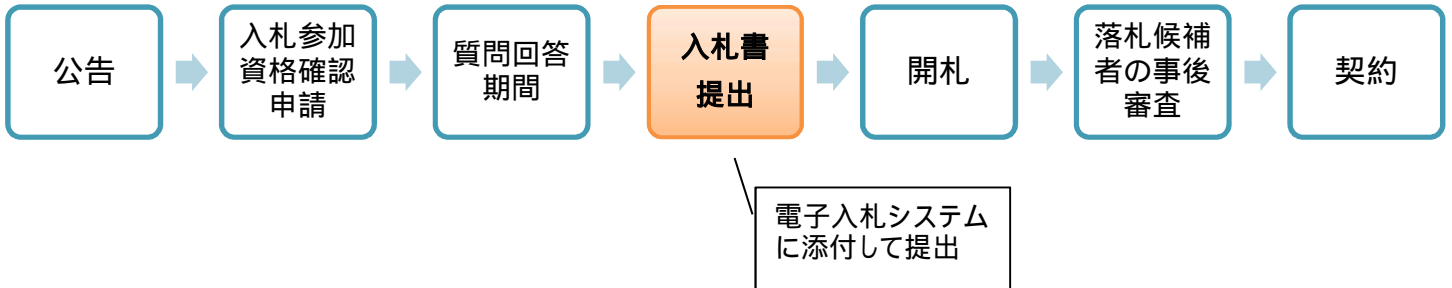 公告
入札参加
資格確認
申請
質問回答
期間
入札書
提出
開札
落札候補
者の事後
審査
契約
電子入札システム
に添付して提出